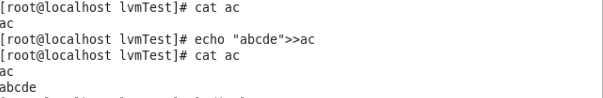 [root@localhost lvmTest]# cat ac
ac
[root@localhost lvmTest]# echo "abcde">>ac
[root@localhost lvmTest]# cat ac
ac
abcde